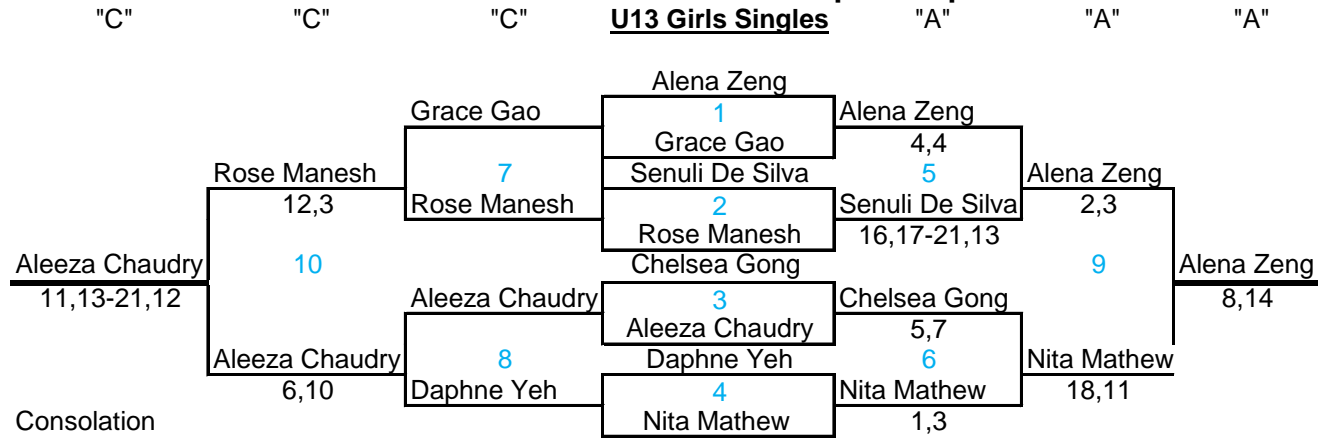 "C" "C" "C" U13 Girls Singles "A" "A" "A"
Alena Zeng
Grace Gao 1 Alena Zeng
Grace Gao 4,4
Rose Manesh 7 Senuli De Silva 5 Alena Zeng
12,3 Rose Manesh 2 Senuli De Silva 2,3
Rose Manesh 16,17-21,13
Aleeza Chaudry 10 Chelsea Gong 9 Alena Zeng
11,13-21,12 Aleeza Chaudry 3 Chelsea Gong 8,14
Aleeza Chaudry 5,7
Aleeza Chaudry 8 Daphne Yeh 6 Nita Mathew
6,10 Daphne Yeh 4 Nita Mathew 18,11
Consolation Nita Mathew 1,3